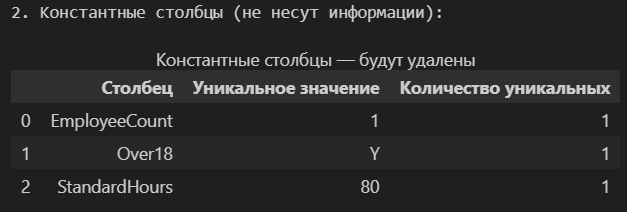 2. Константные столбцы (не несут информации):
Константные столбцы — будут удалены
Столбец Уникальное значение Количество уникальных
0 EmployeeCount 1 1
1 Over18 Y 1
2 StandardHours 80 1